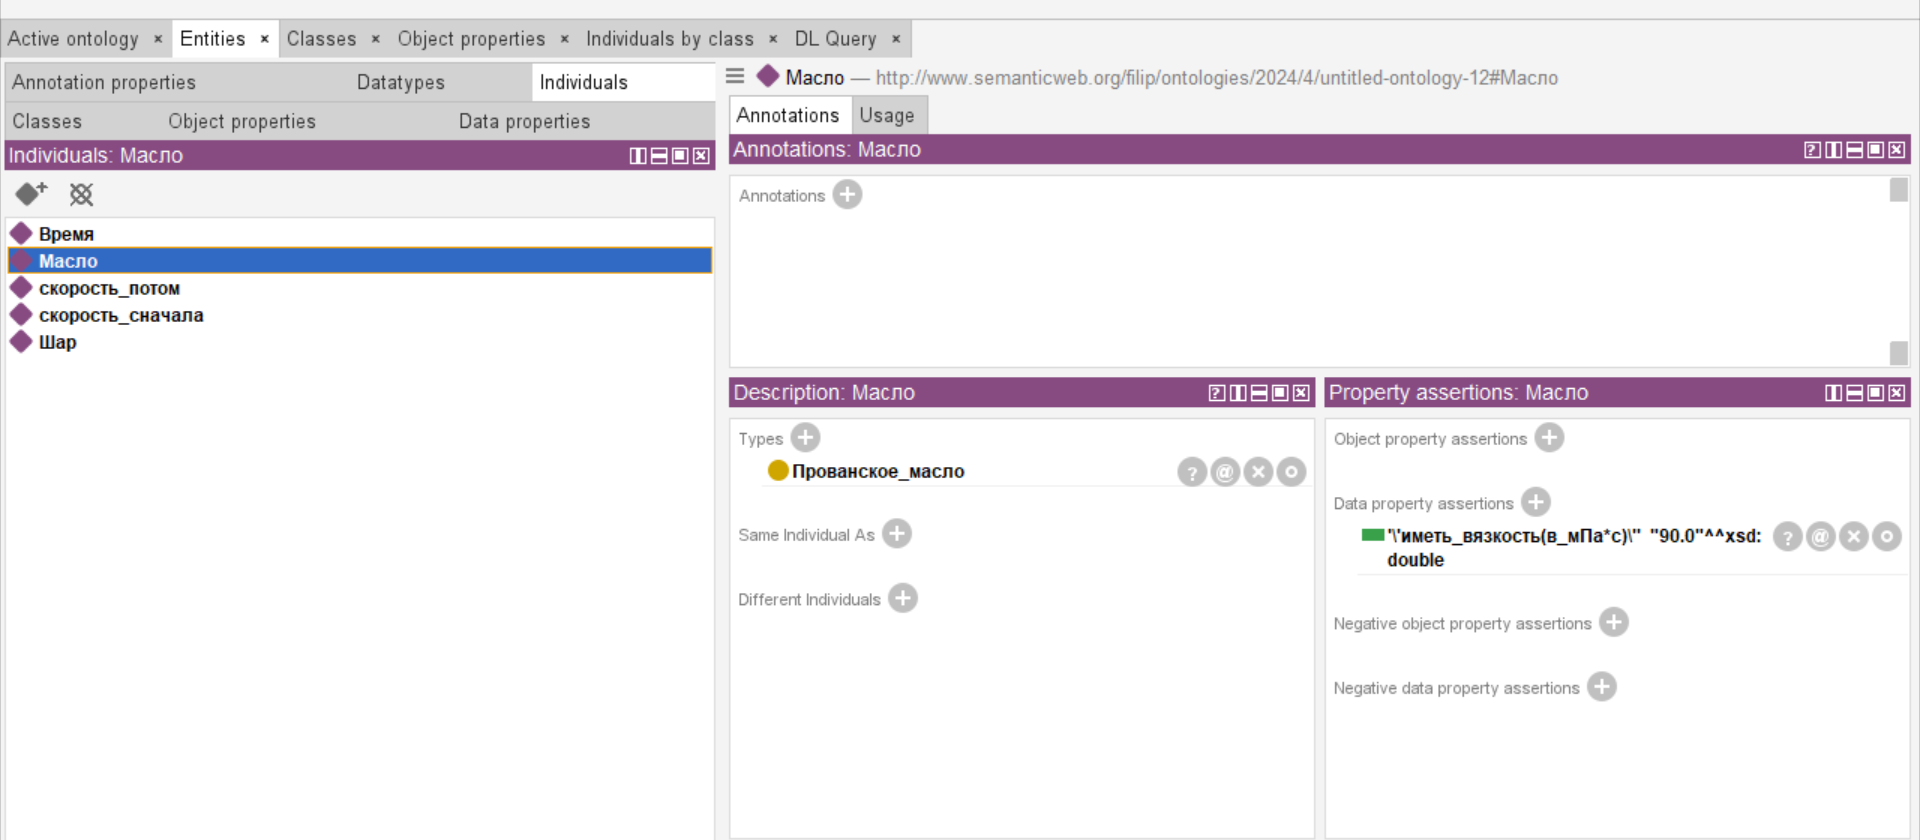 Active ontology × Entities × Classes × Object properties × Individuals by class × DL Query ×
Annotation properties Datatypes Individuals
Classes Object properties Data properties
Individuals: Масло
Время
Масло
скорость_потом
скорость_сначала
Шар
Масло — http://www.semanticweb.org/filip/ontologies/2024/4/untitled-ontology-12#Масло
Annotations Usage
Annotations: Масло
Annotations
Description: Масло
Types
Прованское_масло
Same Individual As
Different Individuals
Property assertions: Масло
Object property assertions
Data property assertions
'\'иметь_вязкость(в_мПа*с)\'' "90.0"^^xsd:
double
Negative object property assertions
Negative data property assertions